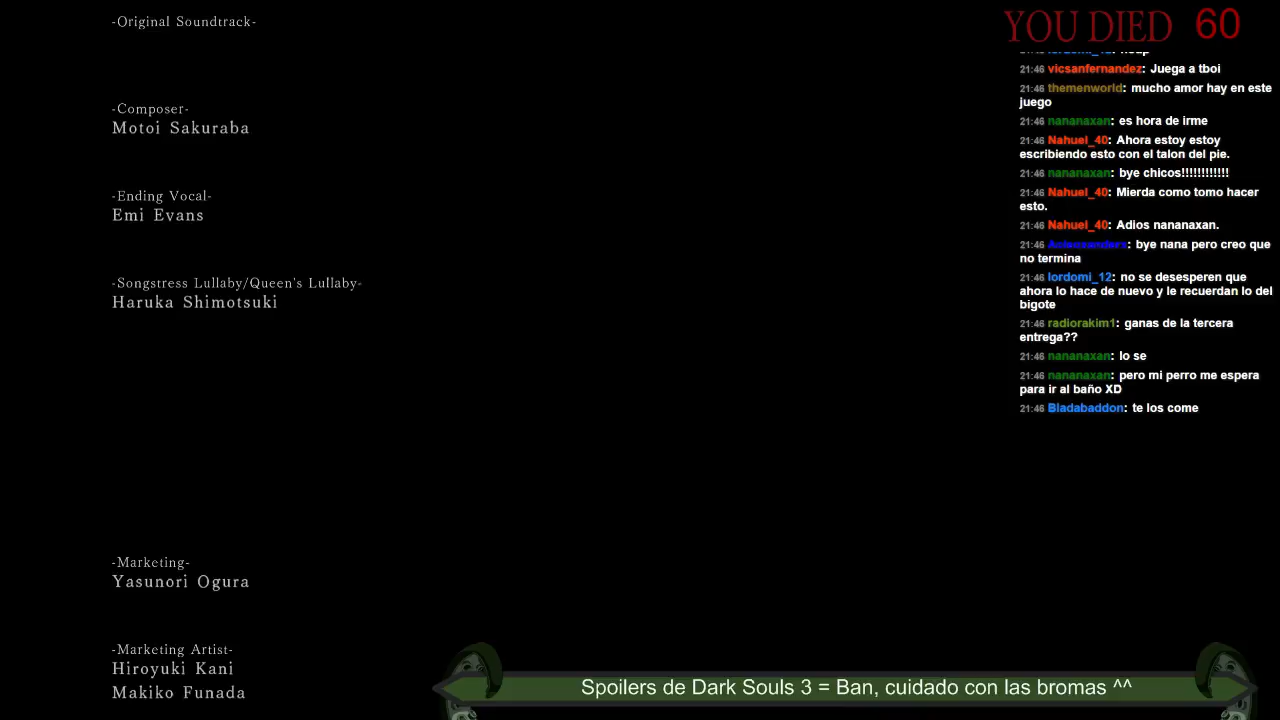 -Original Soundtrack-
-Composer-
Motoi Sakuraba
-Ending Vocal-
Emi Evans
-Songstress Lullaby/Queen's Lullaby-
Haruka Shimotsuki
-Marketing-
Yasunori Ogura
-Marketing Artist-
Hiroyuki Kani
Makiko Funada
YOU DIED 60
21:46 vicsanfernandez: Juega a tboi
21:46 themenworld: mucho amor hay en este
juego
21:46 nananaxan: es hora de irme
21:46 Nahuel_40: Ahora estoy estoy
escribiendo esto con el talon del pie.
21:46 nananaxan: bye chicos!!!!!!!!!!!!
21:46 Nahuel_40: Mierda como tomo hacer
esto.
21:46 Nahuel_40: Adios nananaxan.
21:46 : bye nana pero creo que
no termina
21:46 lordomi_12: no se desesperen que
ahora lo hace de nuevo y le recuerdan lo del
bigote
21:46 radiorakim1: ganas de la tercera
entrega??
21:46 nananaxan: lo se
21:46 nananaxan: pero mi perro me espera
para ir al baño XD
21:46 Bladabaddon: te los come
Spoilers de Dark Souls 3 = Ban, cuidado con las bromas ^^